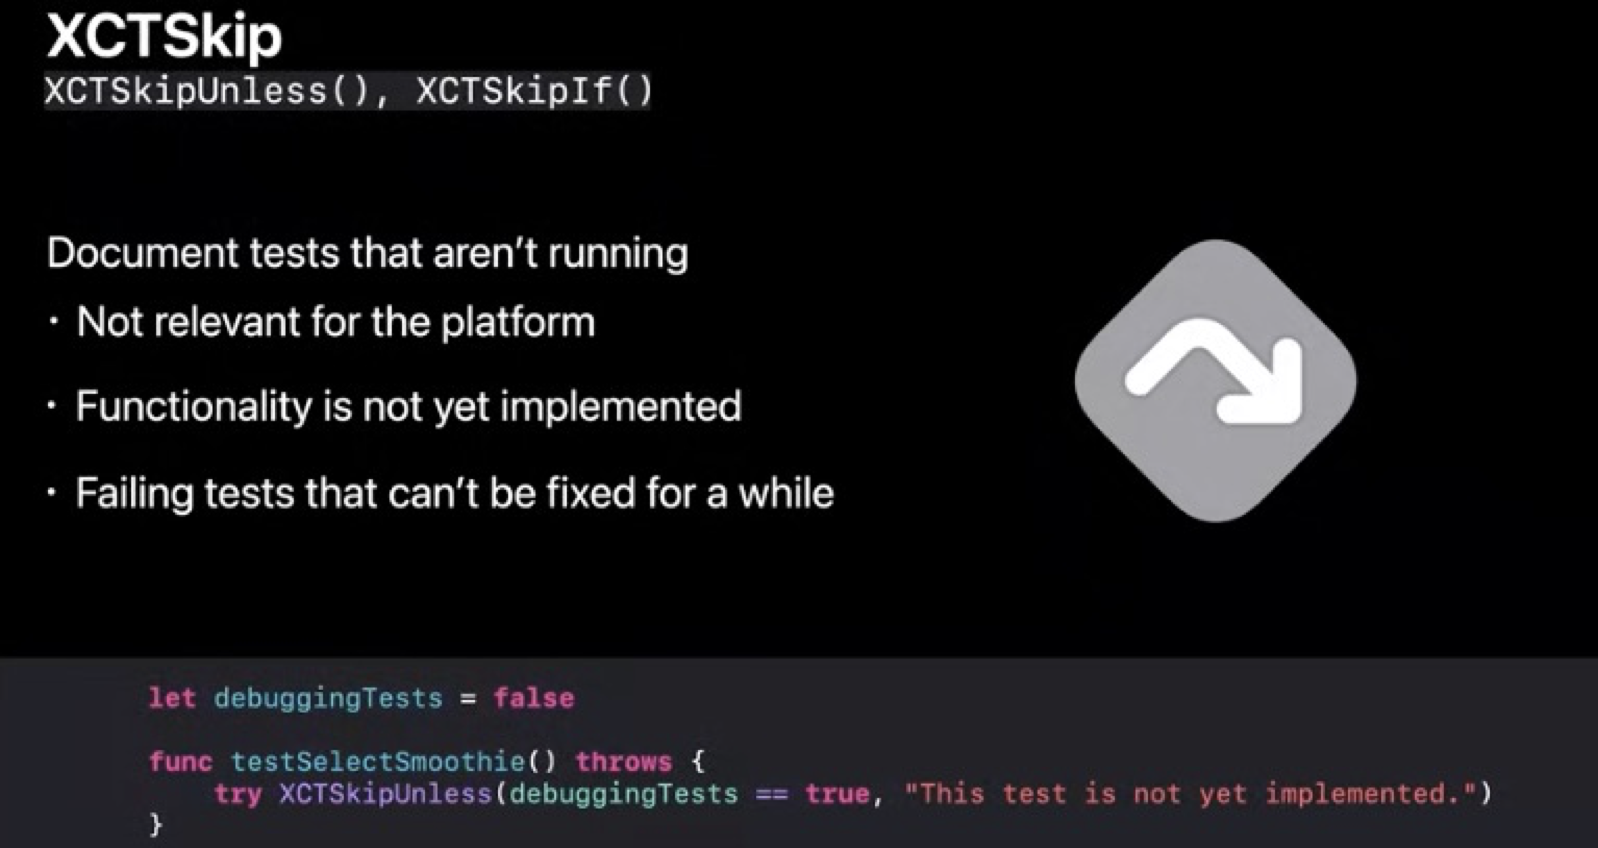 XCTSkip
XCTSkipUnless(), XCTSkipIf()
Document tests that aren’t running
· Not relevant for the platform
· Functionality is not yet implemented
· Failing tests that can’t be fixed for a while
let debuggingTests = false
func testSelectSmoothie() throws {
    try XCTSkipUnless(debuggingTests == true, "This test is not yet implemented.")
}